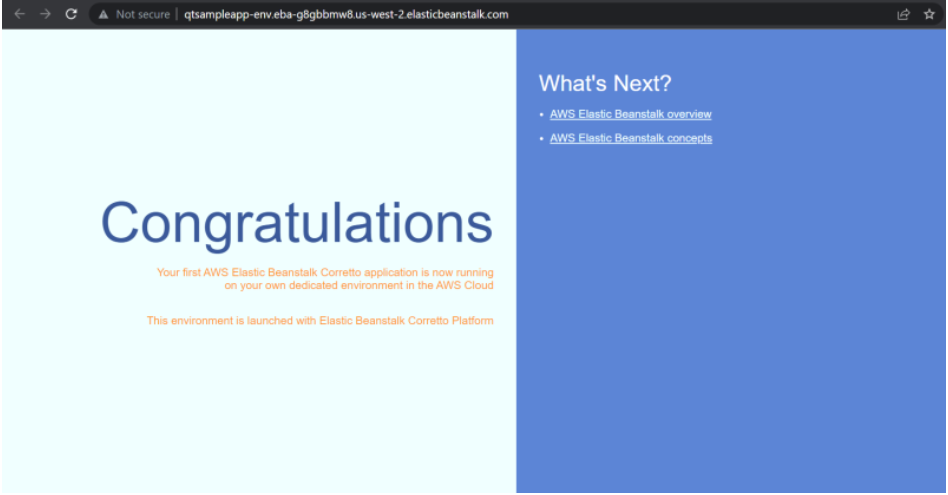 Not secure | qtsampleapp-env.eba-g8gbbmw8.us-west-2.elasticbeanstalk.com
Congratulations
Your first AWS Elastic Beanstalk Corretto application is now running
on your own dedicated environment in the AWS Cloud
This environment is launched with Elastic Beanstalk Corretto Platform
What's Next?
• AWS Elastic Beanstalk overview
• AWS Elastic Beanstalk concepts